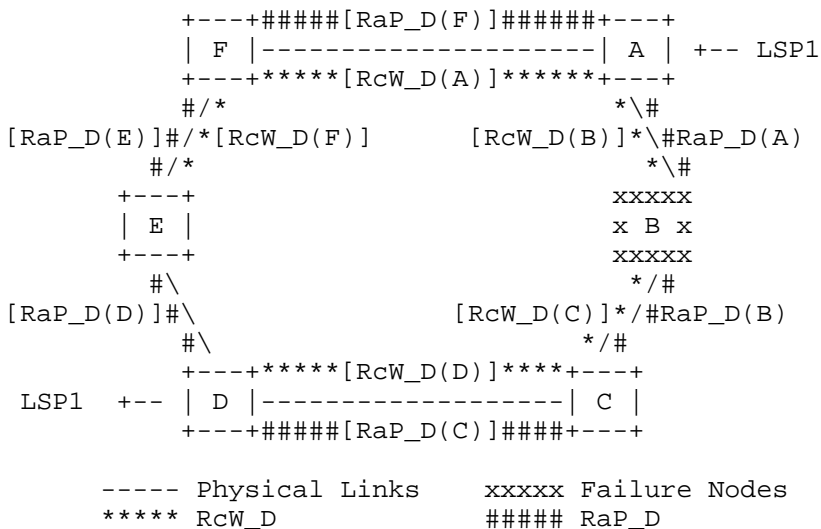 +---+#####[RaP_D(F)]######+---+
| F |---------------------| A | +-- LSP1
+---+*****[RcW_D(A)]******+---+
#/* *\#
[RaP_D(E)]#/*[RcW_D(F)] [RcW_D(B)]*\#RaP_D(A)
#/* *\#
+---+ xxxxx
| E | x B x
+---+ xxxxx
#\ */#
[RaP_D(D)]#\ [RcW_D(C)]*/#RaP_D(B)
#\ */#
+---+*****[RcW_D(D)]****+---+
LSP1 +-- | D |-------------------| C |
+---+#####[RaP_D(C)]####+---+
----- Physical Links xxxxx Failure Nodes
***** RcW_D ##### RaP_D